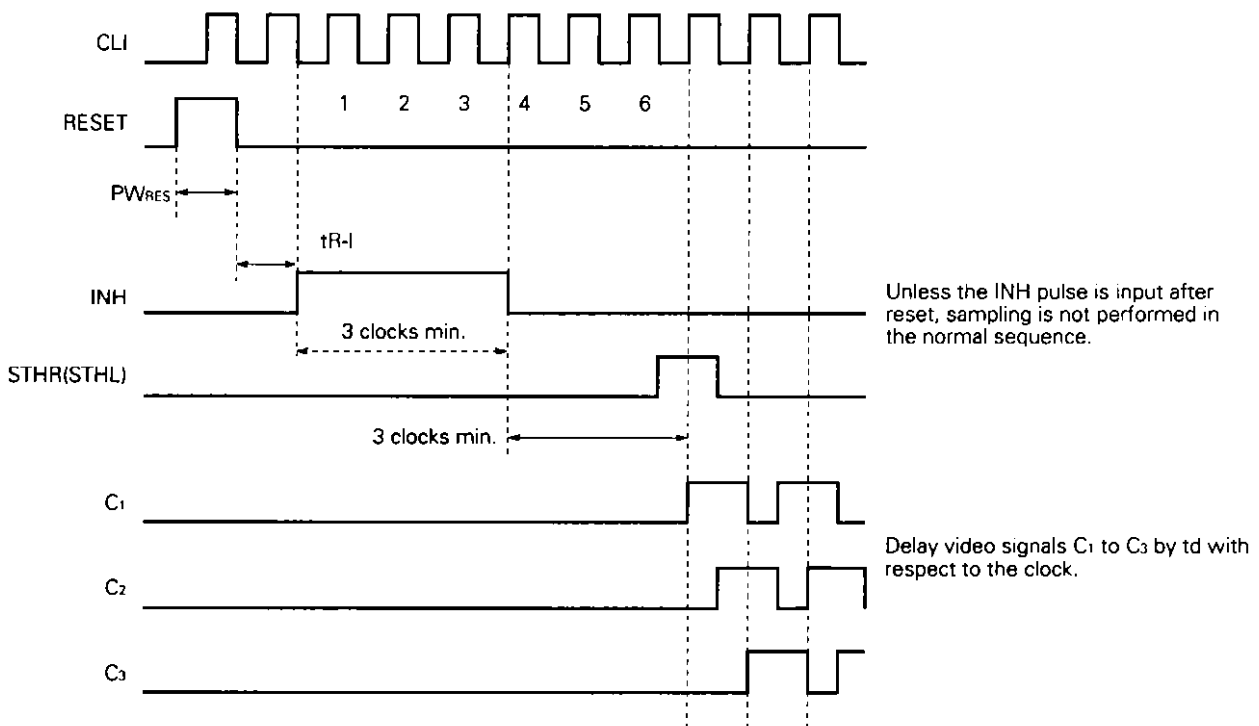 CLI
1 2 3 4 5 6
RESET
PWRES
tR-I
INH
3 clocks min.
Unless the INH pulse is input after
reset, sampling is not performed in
the normal sequence.
STHR(STHL)
3 clocks min.
C1
Delay video signals C1 to C3 by td with
respect to the clock.
C2
C3